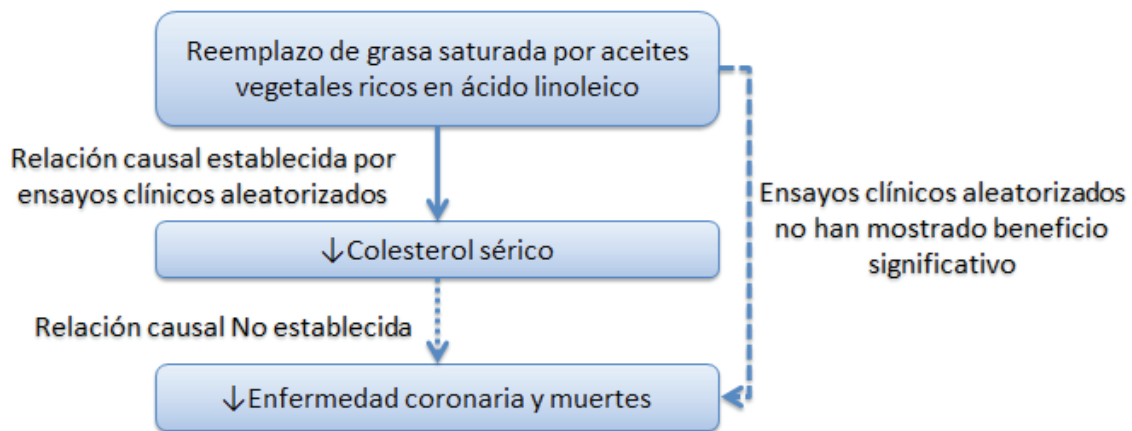 Reemplazo de grasa saturada por aceites
vegetales ricos en ácido linoleico
Relación causal establecida por
ensayos clínicos aleatorizados
Ensayos clínicos aleatorizados
no han mostrado beneficio
significativo
↓Colesterol sérico
Relación causal No establecida
↓Enfermedad coronaria y muertes